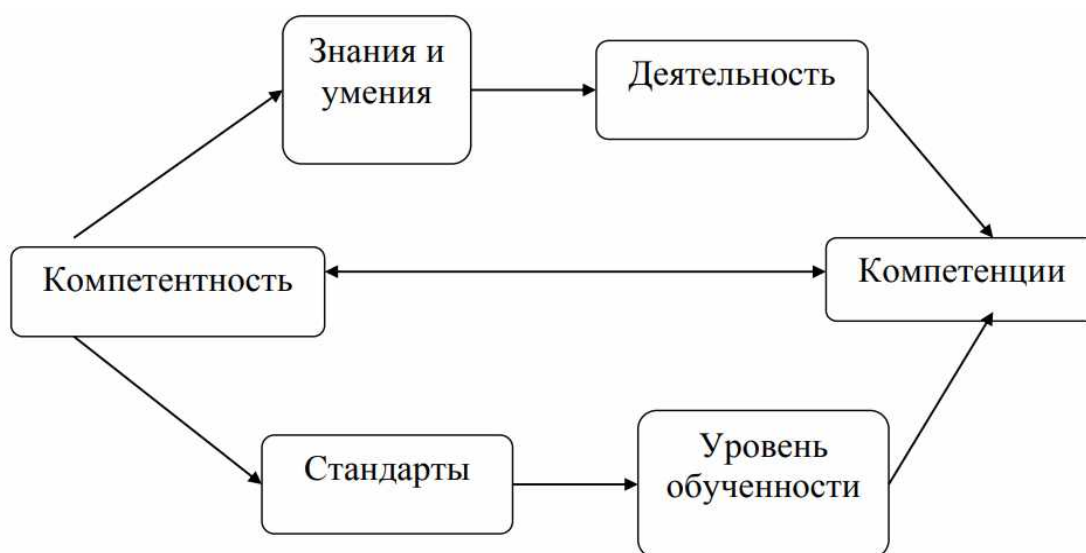 Знания и
умения
Деятельность
Компетентность
Компетенции
Стандарты
Уровень
обученности